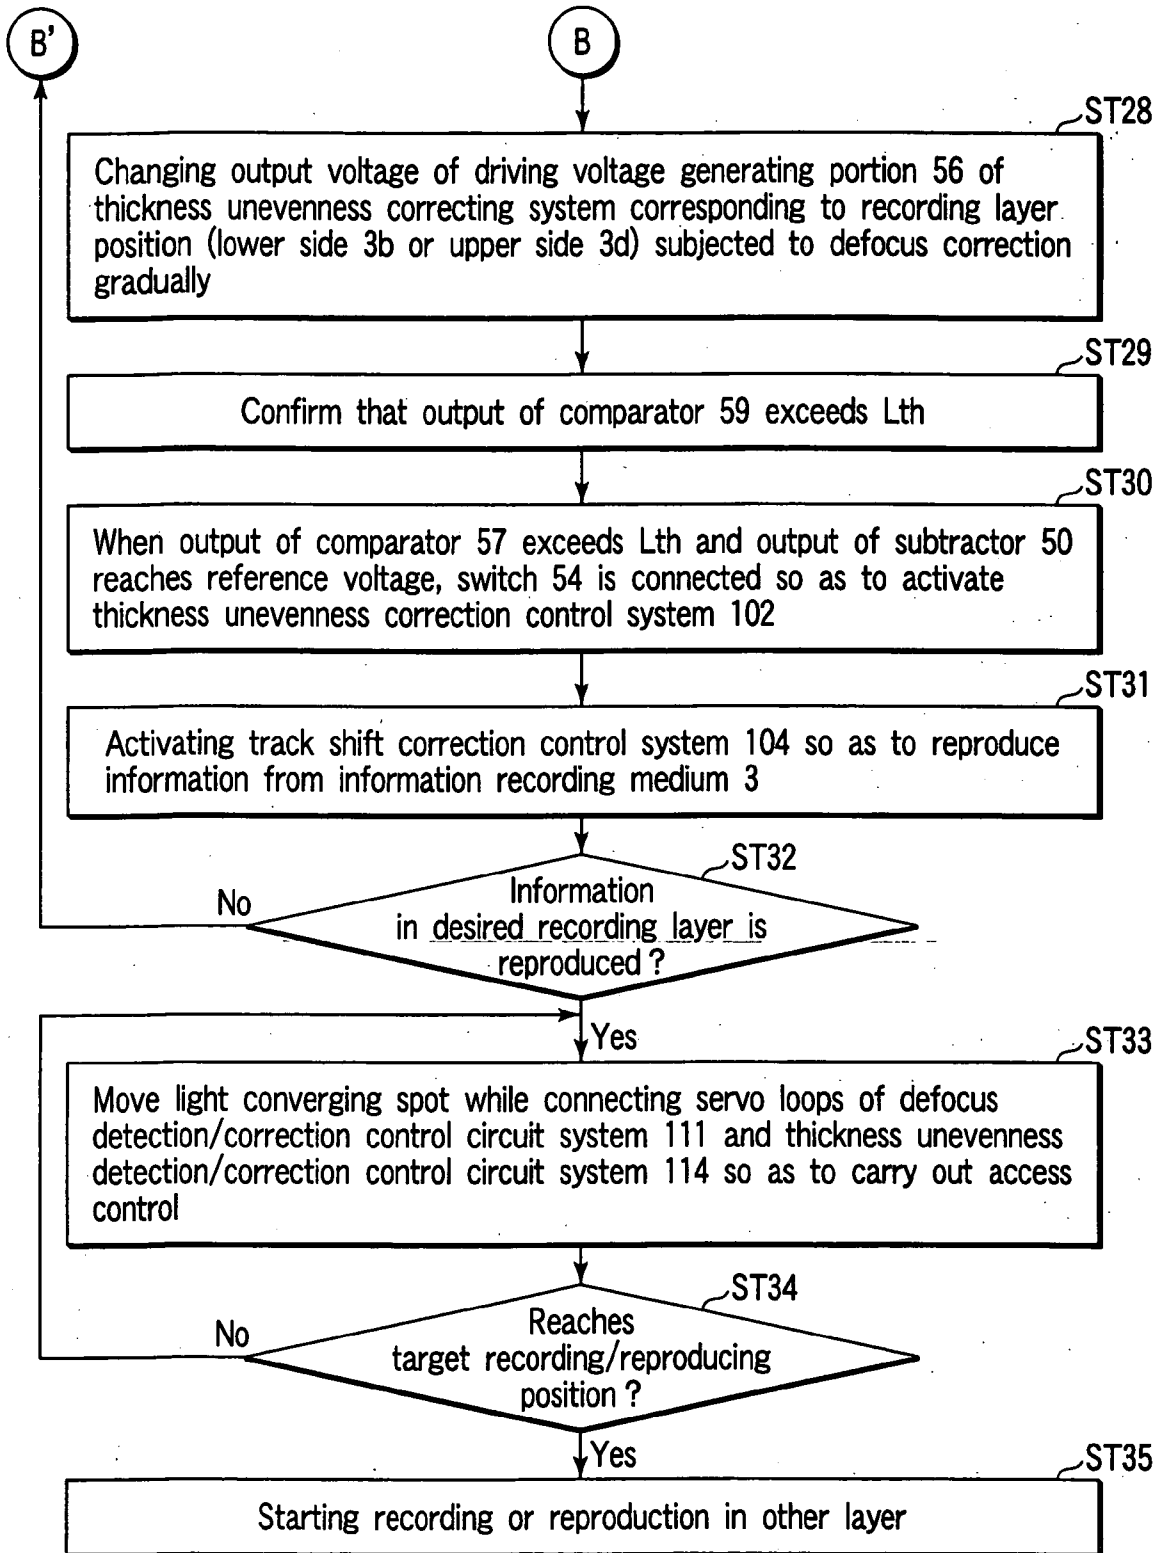 B'
B
ST28
Changing output voltage of driving voltage generating portion 56 of
thickness unevenness correcting system corresponding to recording layer
position (lower side 3b or upper side 3d) subjected to defocus correction
gradually
ST29
Confirm that output of comparator 59 exceeds Lth
ST30
When output of comparator 57 exceeds Lth and output of subtractor 50
reaches reference voltage, switch 54 is connected so as to activate
thickness unevenness correction control system 102
ST31
Activating track shift correction control system 104 so as to reproduce
information from information recording medium 3
ST32
No
Information
in desired recording layer is
reproduced ?
Yes
ST33
Move light converging spot while connecting servo loops of defocus
detection/correction control circuit system 111 and thickness unevenness
detection/correction control circuit system 114 so as to carry out access
control
ST34
No
Reaches
target recording/reproducing
position ?
Yes
ST35
Starting recording or reproduction in other layer